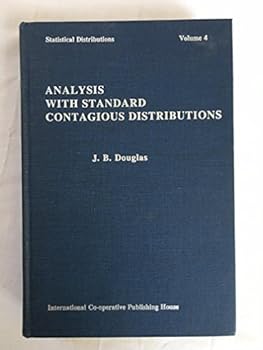 Statistical Distributions Volume 4
ANALYSIS
WITH STANDARD
CONTAGIOUS DISTRIBUTIONS
J. B. Douglas
International Co-operative Publishing House